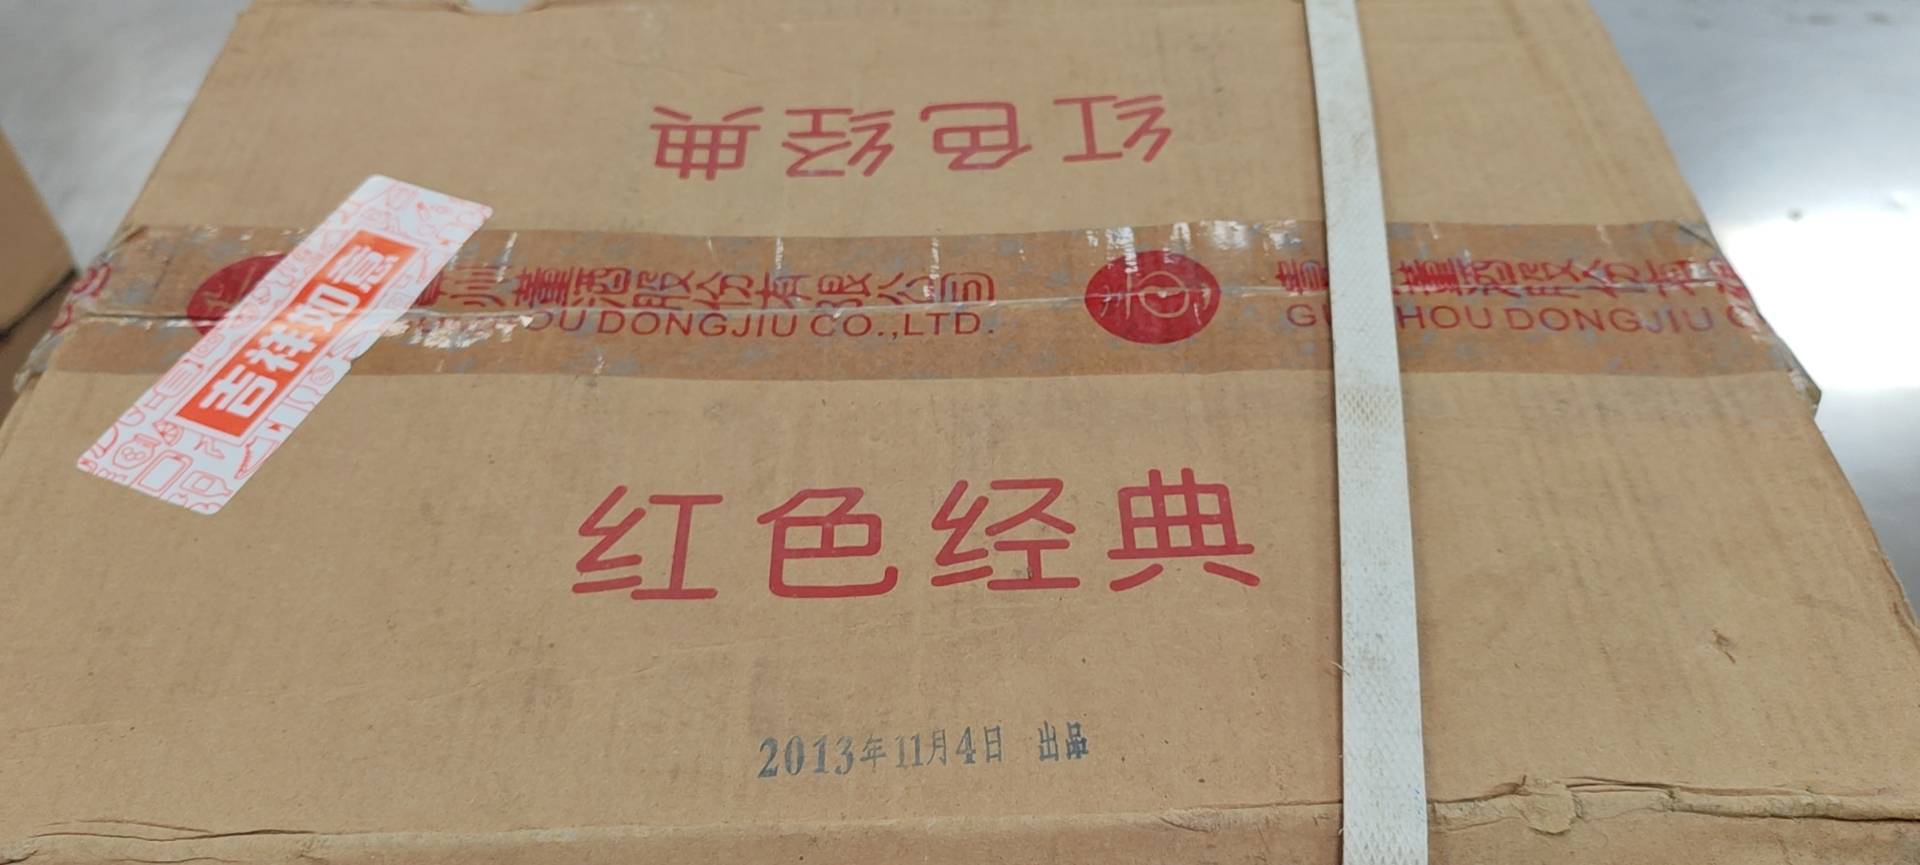 红色经典
州董酒股份有限公司
OU DONGJIU CO.,LTD.
董酒股份有
HOU DONGJIU
吉祥如意
红色经典
2013年11月4日 出品